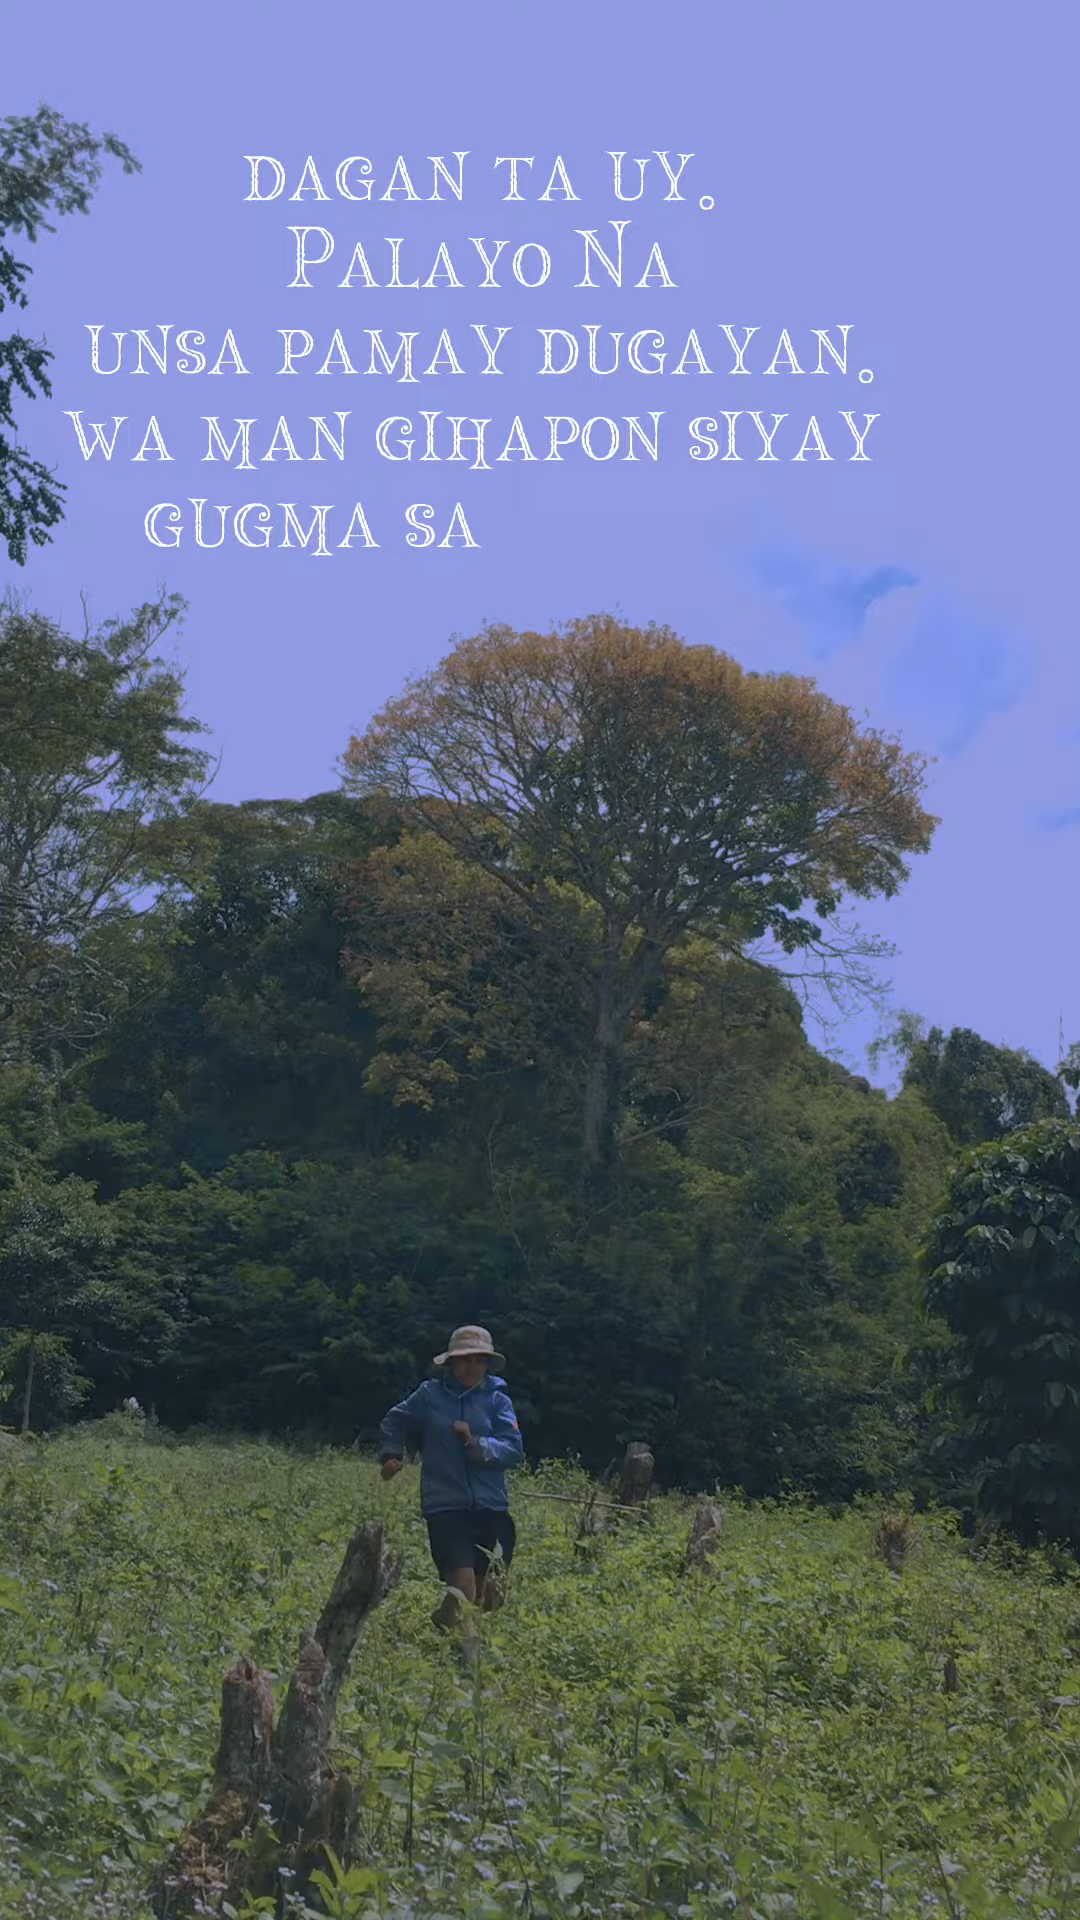 DAGAN TA UY.
PALAYO NA
UNSA PAMAY DUGAYAN.
WA MAN GIHAPON SIYAY
GUGMA SA